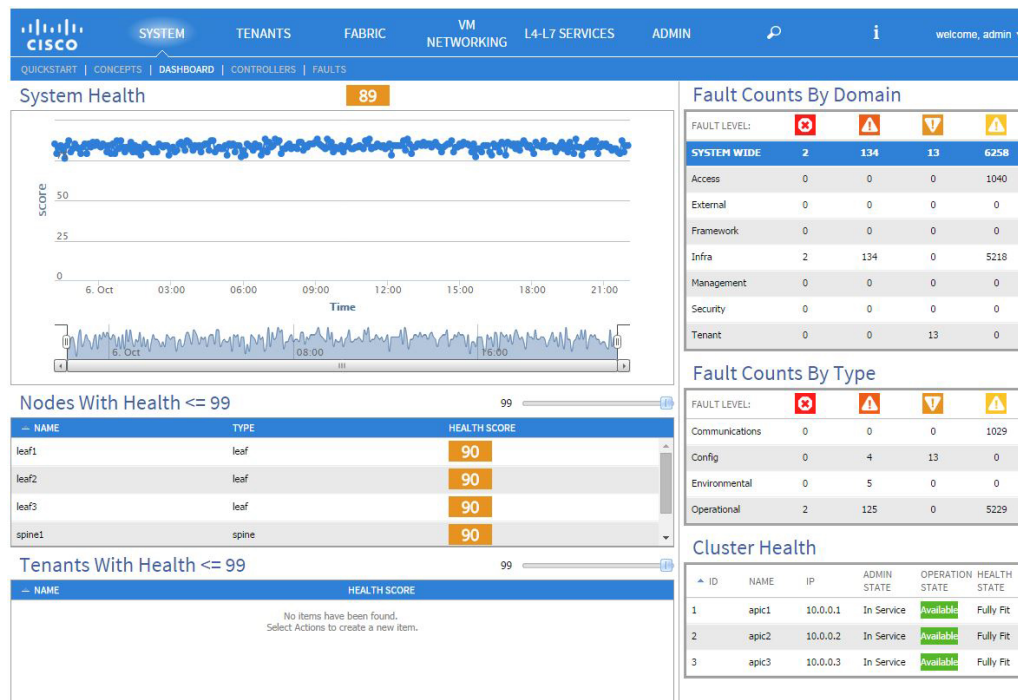 CISCO
SYSTEM TENANTS FABRIC VM NETWORKING L4-L7 SERVICES ADMIN i welcome, admin
QUICKSTART | CONCEPTS | DASHBOARD | CONTROLLERS | FAULTS
System Health 89
score
50
25
0
6. Oct 03:00 06:00 09:00 12:00 15:00 18:00 21:00
Time
6. Oct 08:00 16:00
Nodes With Health <= 99 99
NAME TYPE HEALTH SCORE
leaf1 leaf 90
leaf2 leaf 90
leaf3 leaf 90
spine1 spine 90
Tenants With Health <= 99 99
NAME HEALTH SCORE
No items have been found.
Select Actions to create a new item.
Fault Counts By Domain
FAULT LEVEL:
SYSTEM WIDE 2 134 13 6258
Access 0 0 0 1040
External 0 0 0 0
Framework 0 0 0 0
Infra 2 134 0 5218
Management 0 0 0 0
Security 0 0 0 0
Tenant 0 0 13 0
Fault Counts By Type
FAULT LEVEL:
Communications 0 0 0 1029
Config 0 4 13 0
Environmental 0 5 0 0
Operational 2 125 0 5229
Cluster Health
ID NAME IP ADMIN STATE OPERATION STATE HEALTH STATE
1 apic1 10.0.0.1 In Service Available Fully Fit
2 apic2 10.0.0.2 In Service Available Fully Fit
3 apic3 10.0.0.3 In Service Available Fully Fit